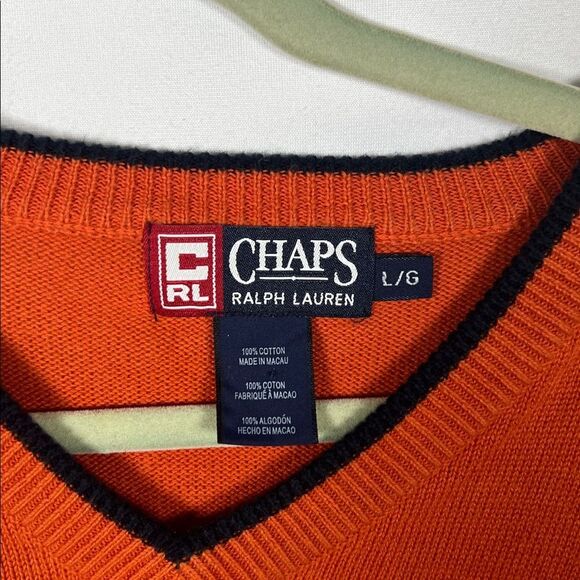 C
RL
CHAPS
RALPH LAUREN
L/G
100% COTTON
MADE IN MACAU
100% COTON
FABRIQUÉ À MACAO
100% ALGODÓN
HECHO EN MACAO